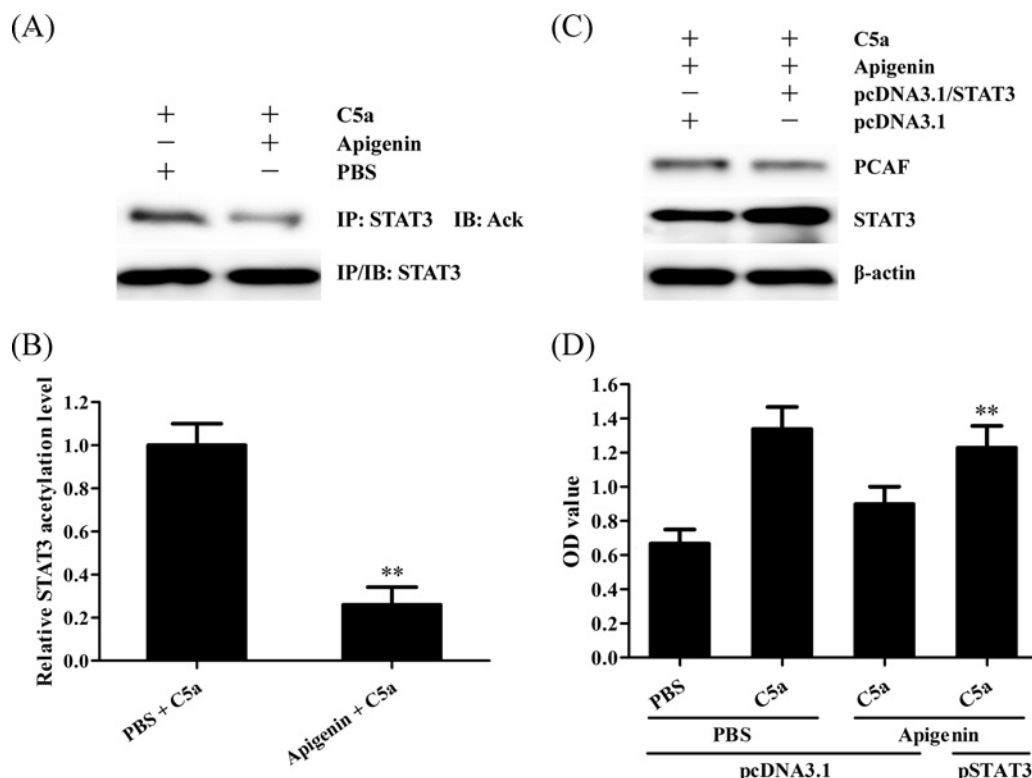 (A)
+ + C5a
− + Apigenin
+ − PBS
IP: STAT3 IB: Ack
IP/IB: STAT3
(C)
+ + C5a
+ + Apigenin
− + pcDNA3.1/STAT3
+ − pcDNA3.1
PCAF
STAT3
β-actin
(B)
Relative STAT3 acetylation level
1.2
1.0
0.8
0.6
0.4
0.2
0.0
**
PBS + C5a
Apigenin + C5a
(D)
OD value
1.6
1.4
1.2
1.0
0.8
0.6
0.4
0.2
0.0
**
PBS C5a C5a C5a
PBS Apigenin
pcDNA3.1 pSTAT3